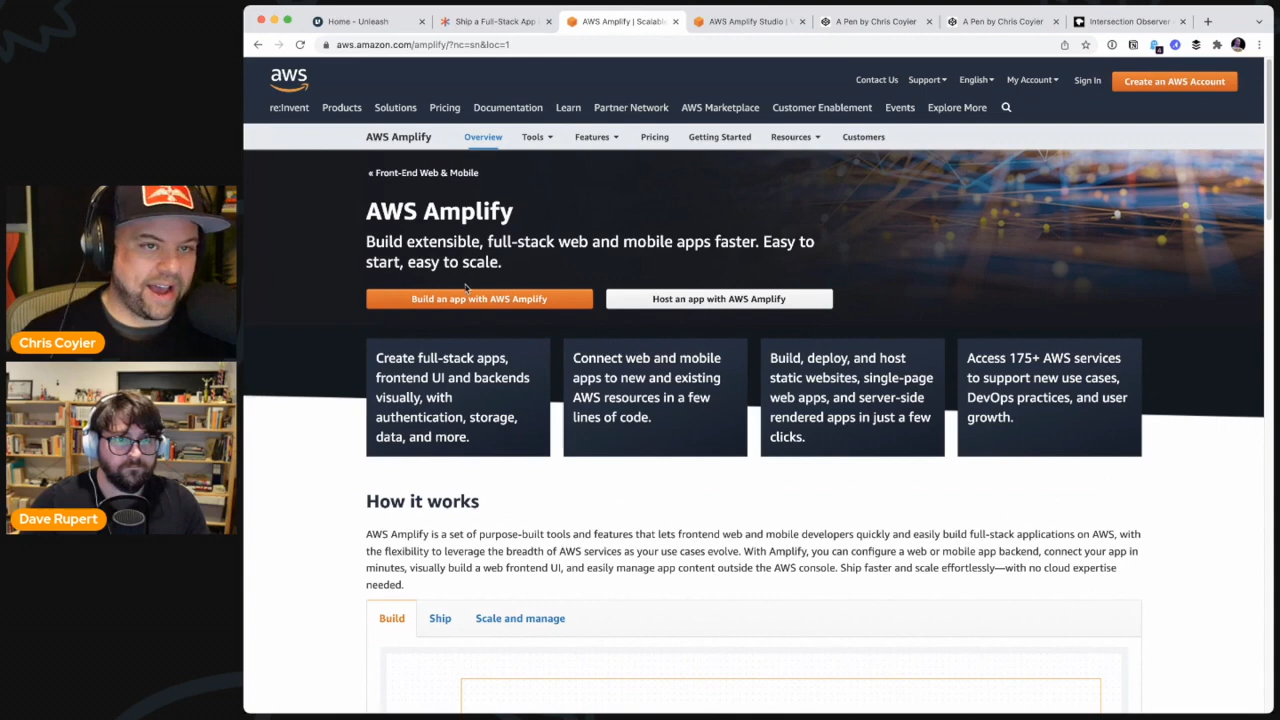 Home - Unleash
Ship a Full-Stack App
AWS Amplify | Scalable
AWS Amplify Studio |
A Pen by Chris Coyier
A Pen by Chris Coyier
Intersection Observer
aws.amazon.com/amplify/?nc=sn&loc=1
aws
Contact Us
Support
English
My Account
Sign In
Create an AWS Account
re:Invent
Products
Solutions
Pricing
Documentation
Learn
Partner Network
AWS Marketplace
Customer Enablement
Events
Explore More
AWS Amplify
Overview
Tools
Features
Pricing
Getting Started
Resources
Customers
« Front-End Web & Mobile
AWS Amplify
Build extensible, full-stack web and mobile apps faster. Easy to
start, easy to scale.
Build an app with AWS Amplify
Host an app with AWS Amplify
Create full-stack apps,
frontend UI and backends
visually, with
authentication, storage,
data, and more.
Connect web and mobile
apps to new and existing
AWS resources in a few
lines of code.
Build, deploy, and host
static websites, single-page
web apps, and server-side
rendered apps in just a few
clicks.
Access 175+ AWS services
to support new use cases,
DevOps practices, and user
growth.
How it works
AWS Amplify is a set of purpose-built tools and features that lets frontend web and mobile developers quickly and easily build full-stack applications on AWS, with
the flexibility to leverage the breadth of AWS services as your use cases evolve. With Amplify, you can configure a web or mobile app backend, connect your app in
minutes, visually build a web frontend UI, and easily manage app content outside the AWS console. Ship faster and scale effortlessly—with no cloud expertise
needed.
Build
Ship
Scale and manage
Chris Coyier
Dave Rupert